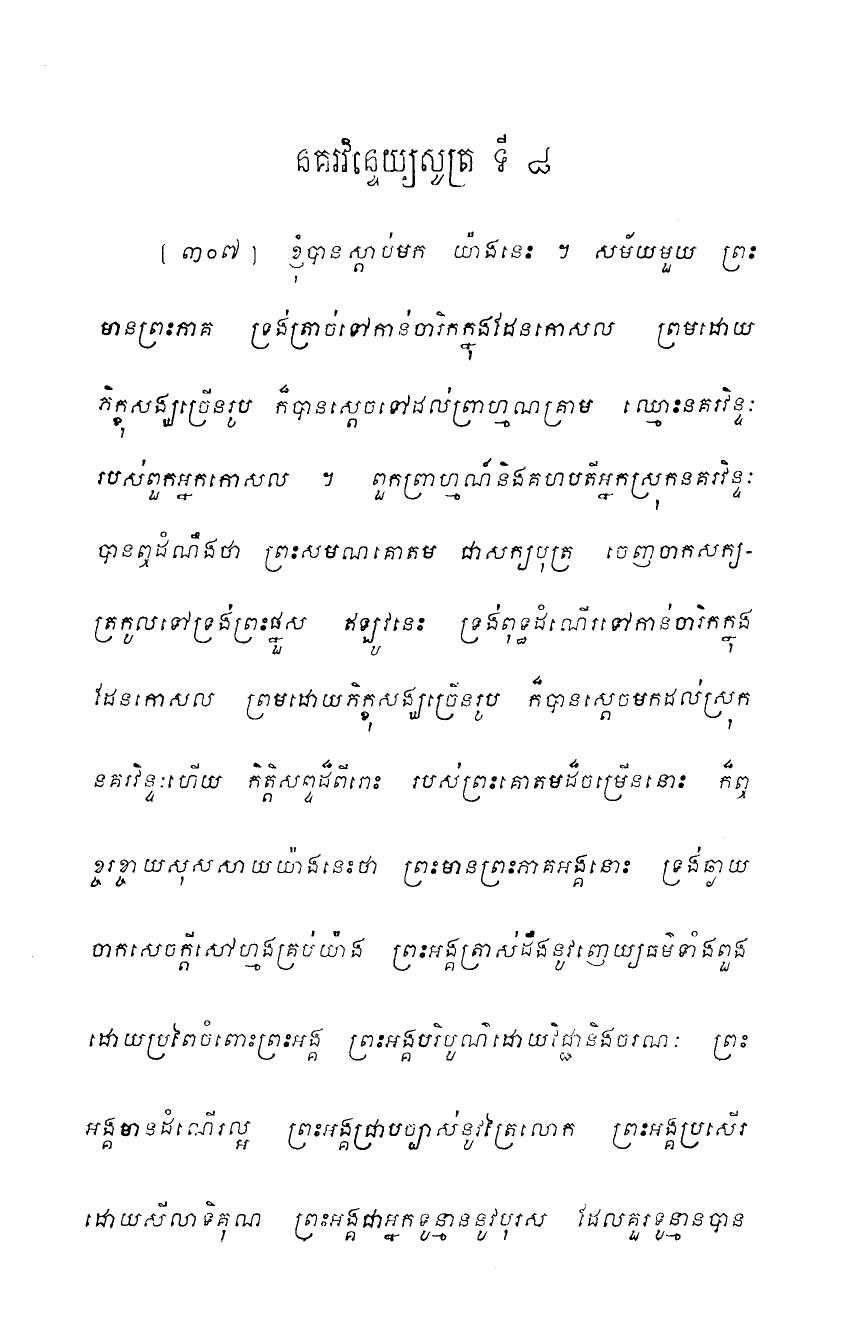 នគរវិន្ទេយ្យសូត្រ ទី ៨
[ ៣០៧ ] ខ្ញុំបានស្តាប់មក យ៉ាងនេះ ។ សម័យមួយ ព្រះ
មានព្រះភាគ ទ្រង់ត្រាច់ទៅកាន់ចារិកក្នុងដែនកោសល ព្រមដោយ
ភិក្ខុសង្ឃច្រើនរូប ក៏បានស្តេចទៅដល់ព្រាហ្មណគ្រាម ឈ្មោះនគរវិន្ទៈ
របស់ពួកអ្នកកោសល ។ ពួកព្រាហ្មណ៍និងគហបតីអ្នកស្រុកនគរវិន្ទៈ
បានឮដំណឹងថា ព្រះសមណគោតម ជាសក្យបុត្រ ចេញចាកសក្យ-
ត្រកូលទៅទ្រង់ព្រះផ្នួស ឥឡូវនេះ ទ្រង់ពុទ្ធដំណើរទៅកាន់ចារិកក្នុង
ដែនកោសល ព្រមដោយភិក្ខុសង្ឃច្រើនរូប ក៏បានស្តេចមកដល់ស្រុក
នគរវិន្ទៈហើយ កិត្តិសព្ទដ៏ពីរោះ របស់ព្រះគោតមដ៏ចម្រើននោះ ក៏ឮ
ខ្ចរខ្ចាយសុសសាយយ៉ាងនេះថា ព្រះមានព្រះភាគអង្គនោះ ទ្រង់ឆ្ងាយ
ចាកសេចក្តីសៅហ្មងគ្រប់យ៉ាង ព្រះអង្គត្រាស់ដឹងនូវញេយ្យធម៌ទាំងពួង
ដោយប្រពៃចំពោះព្រះអង្គ ព្រះអង្គបរិបូណ៌ដោយវិជ្ជានិងចរណៈ ព្រះ
អង្គមានដំណើរល្អ ព្រះអង្គជ្រាបច្បាស់នូវត្រៃលោក ព្រះអង្គប្រសើរ
ដោយសីលាទិគុណ ព្រះអង្គជាអ្នកទូន្មាននូវបុរស ដែលគួរទូន្មានបាន